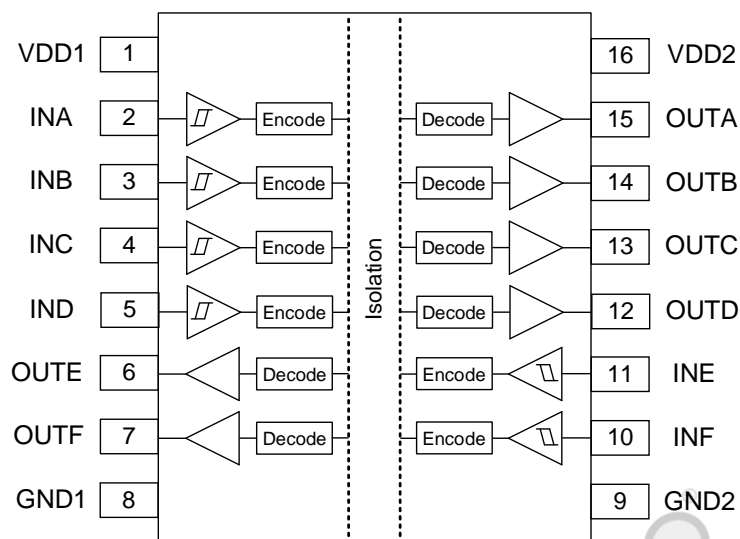 VDD1 1 16 VDD2
INA 2 Encode Decode 15 OUTA
INB 3 Encode Decode 14 OUTB
INC 4 Encode Decode 13 OUTC
Isolation
IND 5 Encode Decode 12 OUTD
OUTE 6 Decode Encode 11 INE
OUTF 7 Decode Encode 10 INF
GND1 8 9 GND2